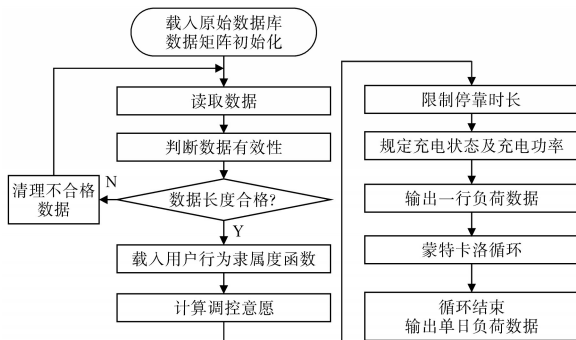 载入原始数据库
数据矩阵初始化
读取数据
判断数据有效性
数据长度合格?
N
清理不合格
数据
Y
载入用户行为隶属度函数
计算调控意愿
限制停靠时长
规定充电状态及充电功率
输出一行负荷数据
蒙特卡洛循环
循环结束
输出单日负荷数据